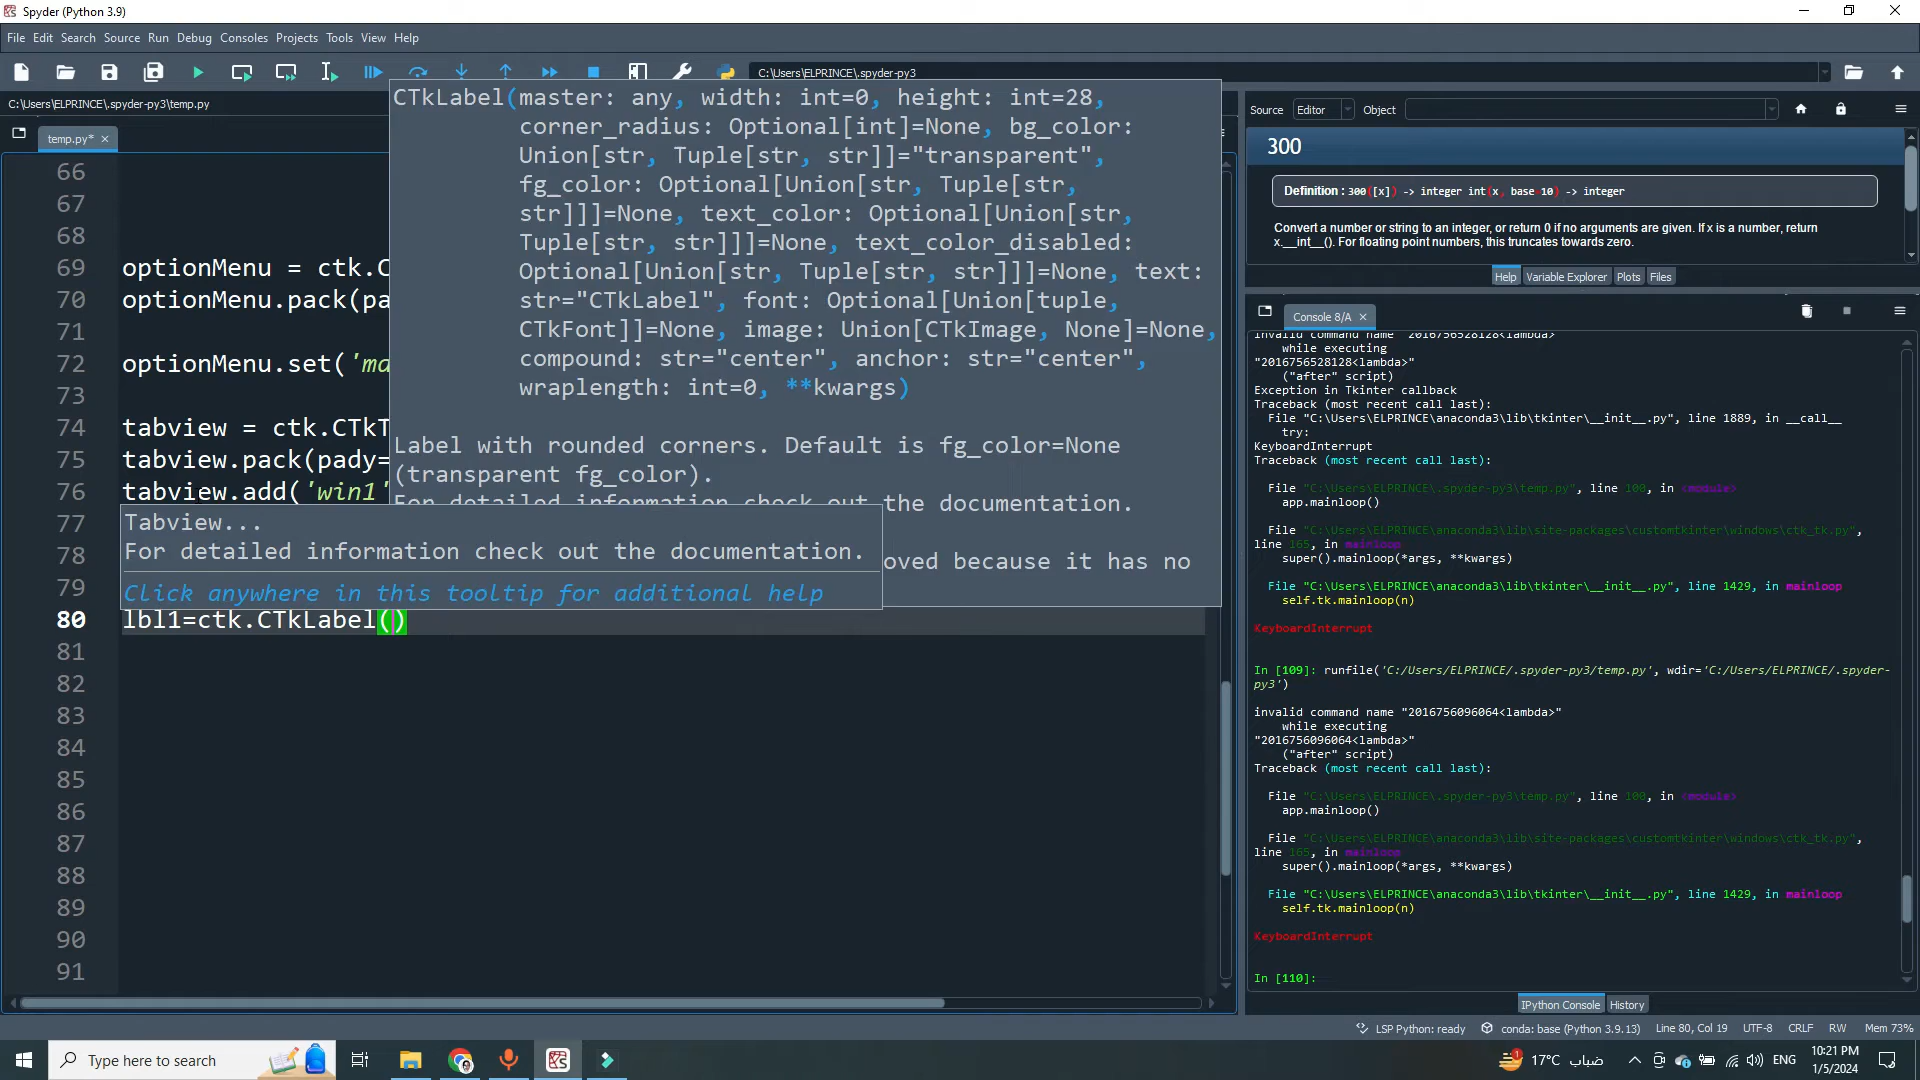 Spyder (Python 3.9)
File Edit Search Source Run Debug Consoles Projects Tools View Help
C:\Users\ELPRINCE\.spyder-py3
C:\Users\ELPRINCE\.spyder-py3\temp.py
temp.py*
66
67
68
69 optionMenu = ctk.C
70 optionMenu.pack(pa
71
72 optionMenu.set('ma
73
74 tabview = ctk.CTkT
75 tabview.pack(pady=
76 tabview.add('win1'
77
78
79
80 lbl1=ctk.CTkLabel()
81
82
83
84
85
86
87
88
89
90
91
CTkLabel(master: any, width: int=0, height: int=28,
corner_radius: Optional[int]=None, bg_color:
Union[str, Tuple[str, str]]="transparent",
fg_color: Optional[Union[str, Tuple[str,
str]]]=None, text_color: Optional[Union[str,
Tuple[str, str]]]=None, text_color_disabled:
Optional[Union[str, Tuple[str, str]]]=None, text:
str="CTkLabel", font: Optional[Union[tuple,
CTkFont]]=None, image: Union[CTkImage, None]=None,
compound: str="center", anchor: str="center",
wraplength: int=0, **kwargs)
Label with rounded corners. Default is fg_color=None
(transparent fg_color).
For detailed information check out the documentation.
oved because it has no
Tabview...
For detailed information check out the documentation.
Click anywhere in this tooltip for additional help
Source Editor Object
300
Definition : 300([x]) -> integer int(x, base=10) -> integer
Convert a number or string to an integer, or return 0 if no arguments are given. If x is a number, return
x.__int__(). For floating point numbers, this truncates towards zero.
Help Variable Explorer Plots Files
Console 8/A
invalid command name "2016756528128<lambda>"
while executing
"2016756528128<lambda>"
("after" script)
Exception in Tkinter callback
Traceback (most recent call last):
File "C:\Users\ELPRINCE\anaconda3\lib\tkinter\__init__.py", line 1889, in __call__
try:
KeyboardInterrupt
Traceback (most recent call last):
File "C:\Users\ELPRINCE\.spyder-py3\temp.py", line 100, in <module>
app.mainloop()
File "C:\Users\ELPRINCE\anaconda3\lib\site-packages\customtkinter\windows\ctk_tk.py",
line 165, in mainloop
super().mainloop(*args, **kwargs)
File "C:\Users\ELPRINCE\anaconda3\lib\tkinter\__init__.py", line 1429, in mainloop
self.tk.mainloop(n)
KeyboardInterrupt
In [109]: runfile('C:/Users/ELPRINCE/.spyder-py3/temp.py', wdir='C:/Users/ELPRINCE/.spyder-
py3')
invalid command name "2016756096064<lambda>"
while executing
"2016756096064<lambda>"
("after" script)
Traceback (most recent call last):
File "C:\Users\ELPRINCE\.spyder-py3\temp.py", line 100, in <module>
app.mainloop()
File "C:\Users\ELPRINCE\anaconda3\lib\site-packages\customtkinter\windows\ctk_tk.py",
line 165, in mainloop
super().mainloop(*args, **kwargs)
File "C:\Users\ELPRINCE\anaconda3\lib\tkinter\__init__.py", line 1429, in mainloop
self.tk.mainloop(n)
KeyboardInterrupt
In [110]:
IPython Console History
LSP Python: ready conda: base (Python 3.9.13) Line 80, Col 19 UTF-8 CRLF RW Mem 73%
Type here to search
1
17°C ضباب
ENG
10:21 PM
1/5/2024